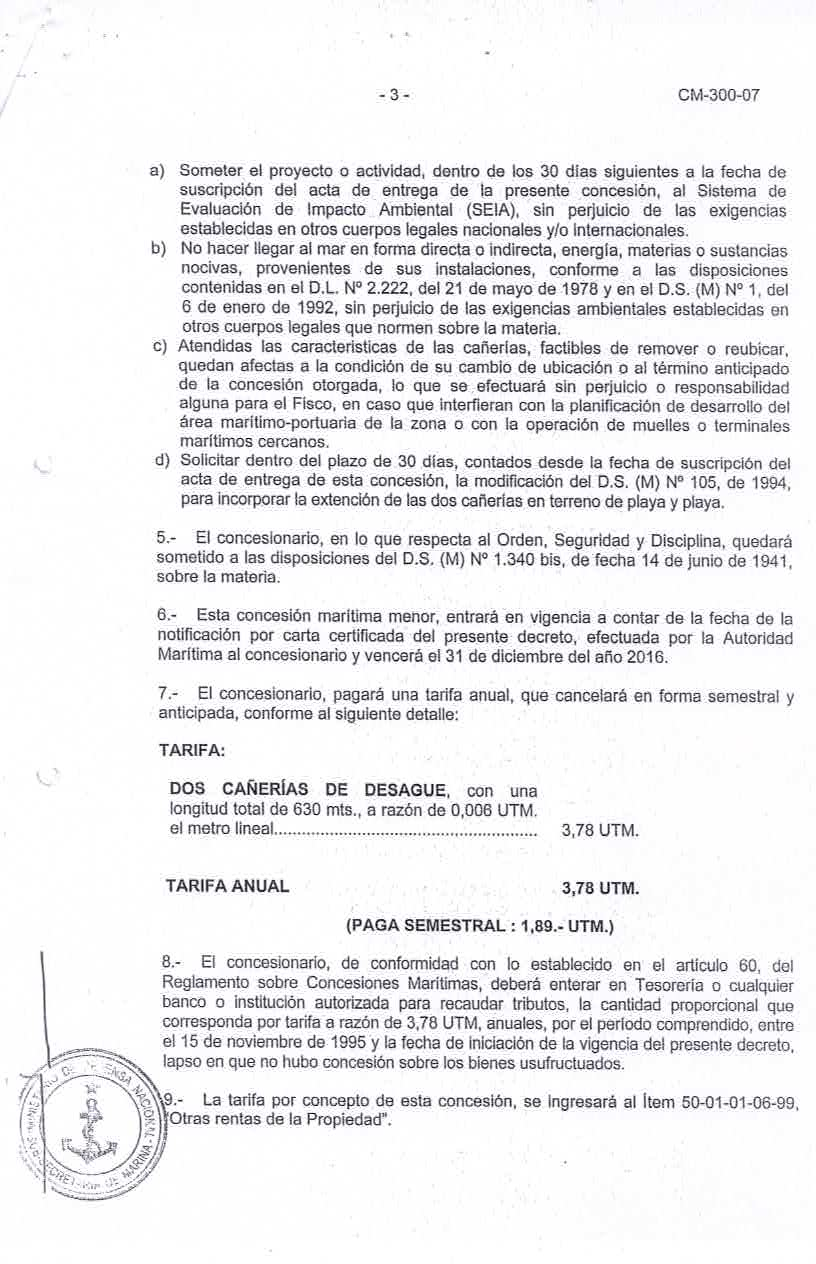 - 3 -
CM-300-07
a) Someter el proyecto o actividad, dentro de los 30 días siguientes a la fecha de
suscripción del acta de entrega de la presente concesión, al Sistema de
Evaluación de Impacto Ambiental (SEIA), sin perjuicio de las exigencias
establecidas en otros cuerpos legales nacionales y/o internacionales.
b) No hacer llegar al mar en forma directa o indirecta, energía, materias o sustancias
nocivas, provenientes de sus instalaciones, conforme a las disposiciones
contenidas en el D.L. Nº 2.222, del 21 de mayo de 1978 y en el D.S. (M) Nº 1, del
6 de enero de 1992, sin perjuicio de las exigencias ambientales establecidas en
otros cuerpos legales que normen sobre la materia.
c) Atendidas las características de las cañerías, factibles de remover o reubicar,
quedan afectas a la condición de su cambio de ubicación o al término anticipado
de la concesión otorgada, lo que se efectuará sin perjuicio o responsabilidad
alguna para el Fisco, en caso que interfieran con la planificación de desarrollo del
área marítimo-portuaria de la zona o con la operación de muelles o terminales
marítimos cercanos.
d) Solicitar dentro del plazo de 30 días, contados desde la fecha de suscripción del
acta de entrega de esta concesión, la modificación del D.S. (M) Nº 105, de 1994,
para incorporar la extención de las dos cañerías en terreno de playa y playa.
5.- El concesionario, en lo que respecta al Orden, Seguridad y Disciplina, quedará
sometido a las disposiciones del D.S. (M) Nº 1.340 bis, de fecha 14 de junio de 1941,
sobre la materia.
6.- Esta concesión marítima menor, entrará en vigencia a contar de la fecha de la
notificación por carta certificada del presente decreto, efectuada por la Autoridad
Marítima al concesionario y vencerá el 31 de diciembre del año 2016.
7.- El concesionario, pagará una tarifa anual, que cancelará en forma semestral y
anticipada, conforme al siguiente detalle:
TARIFA:
DOS CAÑERÍAS DE DESAGUE, con una
longitud total de 630 mts., a razón de 0,006 UTM.
el metro lineal.......................................................... 3,78 UTM.
TARIFA ANUAL 3,78 UTM.
(PAGA SEMESTRAL : 1,89.- UTM.)
8.- El concesionario, de conformidad con lo establecido en el artículo 60, del
Reglamento sobre Concesiones Marítimas, deberá enterar en Tesorería o cualquier
banco o institución autorizada para recaudar tributos, la cantidad proporcional que
corresponda por tarifa a razón de 3,78 UTM, anuales, por el período comprendido, entre
el 15 de noviembre de 1995 y la fecha de iniciación de la vigencia del presente decreto,
lapso en que no hubo concesión sobre los bienes usufructuados.
9.- La tarifa por concepto de esta concesión, se ingresará al Ítem 50-01-01-06-99,
"Otras rentas de la Propiedad".
NACIONAL
DE MARINA